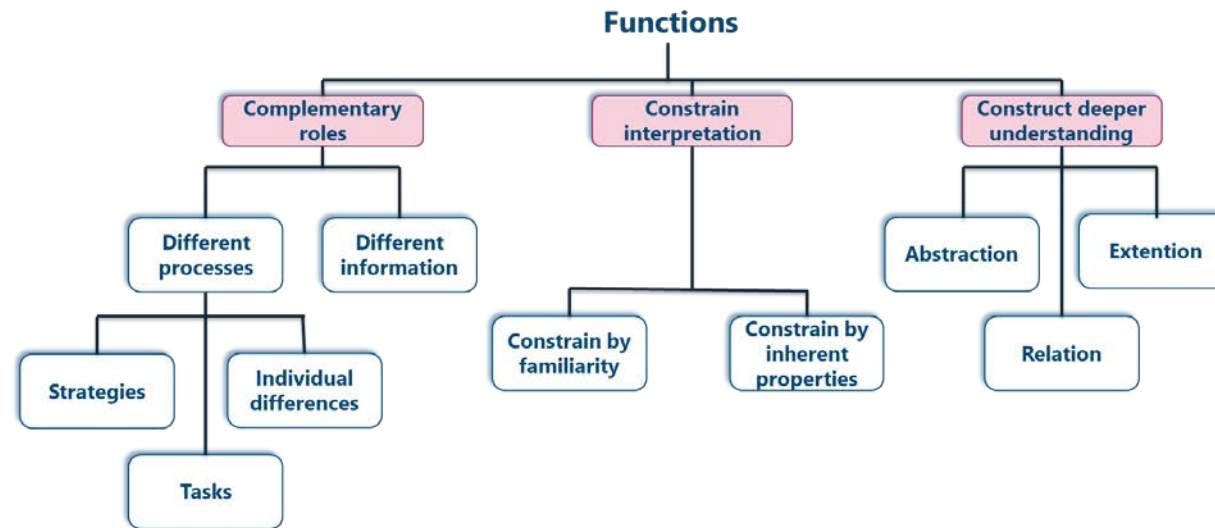 Functions
Complementary
roles
Constrain
interpretation
Construct deeper
understanding
Different
processes
Different
information
Abstraction
Extention
Constrain by
familiarity
Constrain by
inherent
properties
Relation
Strategies
Individual
differences
Tasks